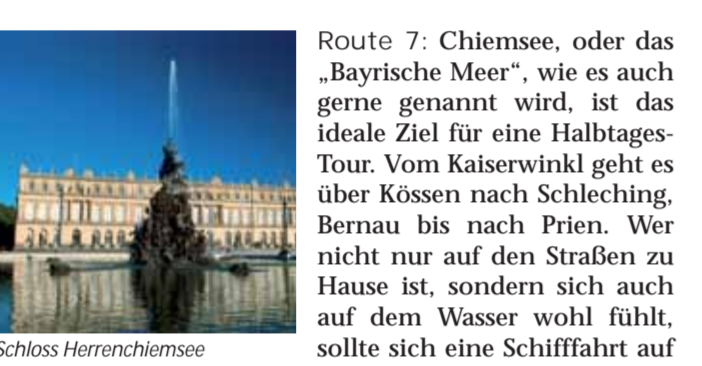 Route 7: Chiemsee, oder das
„Bayrische Meer“, wie es auch
gerne genannt wird, ist das
ideale Ziel für eine Halbtages-
Tour. Vom Kaiserwinkl geht es
über Kössen nach Schleching,
Bernau bis nach Prien. Wer
nicht nur auf den Straßen zu
Hause ist, sondern sich auch
auf dem Wasser wohl fühlt,
sollte sich eine Schifffahrt auf
Schloss Herrenchiemsee